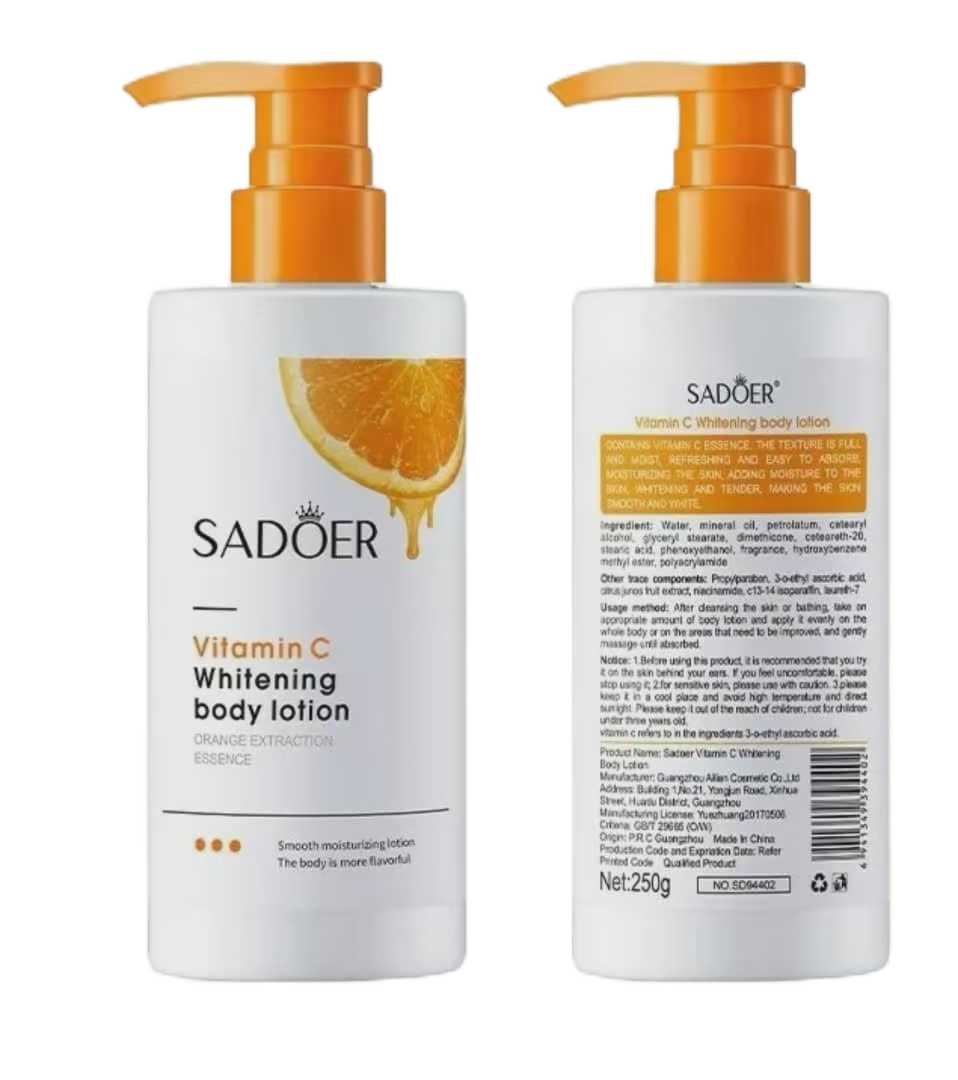 SADOER
Vitamin C
Whitening
body lotion
ORANGE EXTRACTION
ESSENCE
Smooth moisturizing lotion
The body is more flavorful
SADOER®
Vitamin C Whitening body lotion
CONTAINS VITAMIN C ESSENCE. THE TEXTURE IS FULL
AND MOIST, REFRESHING AND EASY TO ABSORB,
MOISTURIZING THE SKIN, ADDING MOISTURE TO THE
SKIN, WHITENING AND TENDER, MAKING THE SKIN
SMOOTH AND WHITE.
Ingredient: Water, mineral oil, petrolatum, cetearyl
alcohol, glyceryl stearate, dimethicone, ceteareth-20,
stearic acid, phenoxyethanol, fragrance, hydroxybenzene
methyl ester, polyacrylamide
Other trace components: Propylparaben, 3-o-ethyl ascorbic acid,
citrus junos fruit extract, niacinamide, c13-14 isoparaffin, laureth-7
Usage method: After cleansing the skin or bathing, take an
appropriate amount of body lotion and apply it evenly on the
whole body or on the areas that need to be improved, and gently
massage until absorbed.
Notice: 1.Before using this product, it is recommended that you try
it on the skin behind your ears. If you feel uncomfortable, please
stop using it; 2.for sensitive skin, please use with caution. 3.please
keep it in a cool place and avoid high temperature and direct
sunlight. Please keep it out of the reach of children; not for children
under three years old.
vitamin c refers to in the ingredients 3-o-ethyl ascorbic acid.
Product Name: Sadoer Vitamin C Whitening
Body Lotion
Manufacturer: Guangzhou Ailian Cosmetic Co.,Ltd
Address: Building 1,No.21, Yongjun Road, Xinhua
Street, Huadu District, Guangzhou
Manufacturing License: Yuezhuang20170506
Criteria: GB/T 29665 (O/W)
Origin: P.R.C Guangzhou Made In China
Production Code and Expiration Date: Refer
Printed Code Qualified Product
Net:250g
NO.SD94402
6941349394402